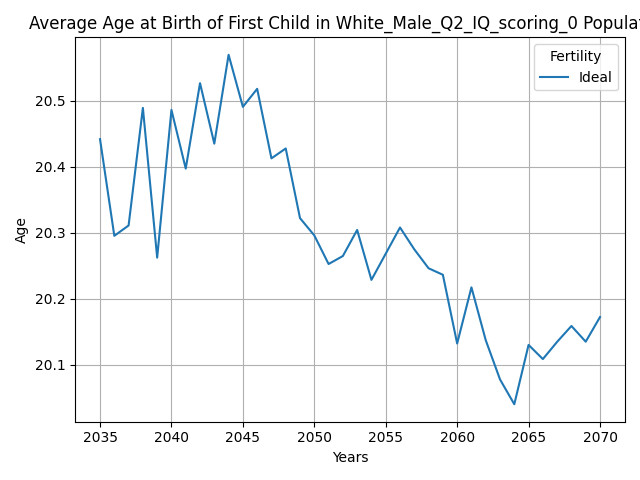 Average Age at Birth of First Child in White_Male_Q2_IQ_scoring_0 Populat
Fertility
Ideal
Age
20.5
20.4
20.3
20.2
20.1
2035 2040 2045 2050 2055 2060 2065 2070
Years